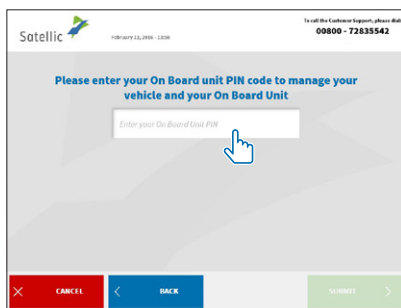 Satellic
February 12, 2016 - 13:56
To call the Customer Support, please dial:
00800 - 72835542
Please enter your On Board unit PIN code to manage your
vehicle and your On Board Unit
Enter your On Board Unit PIN
CANCEL
BACK
SUBMIT